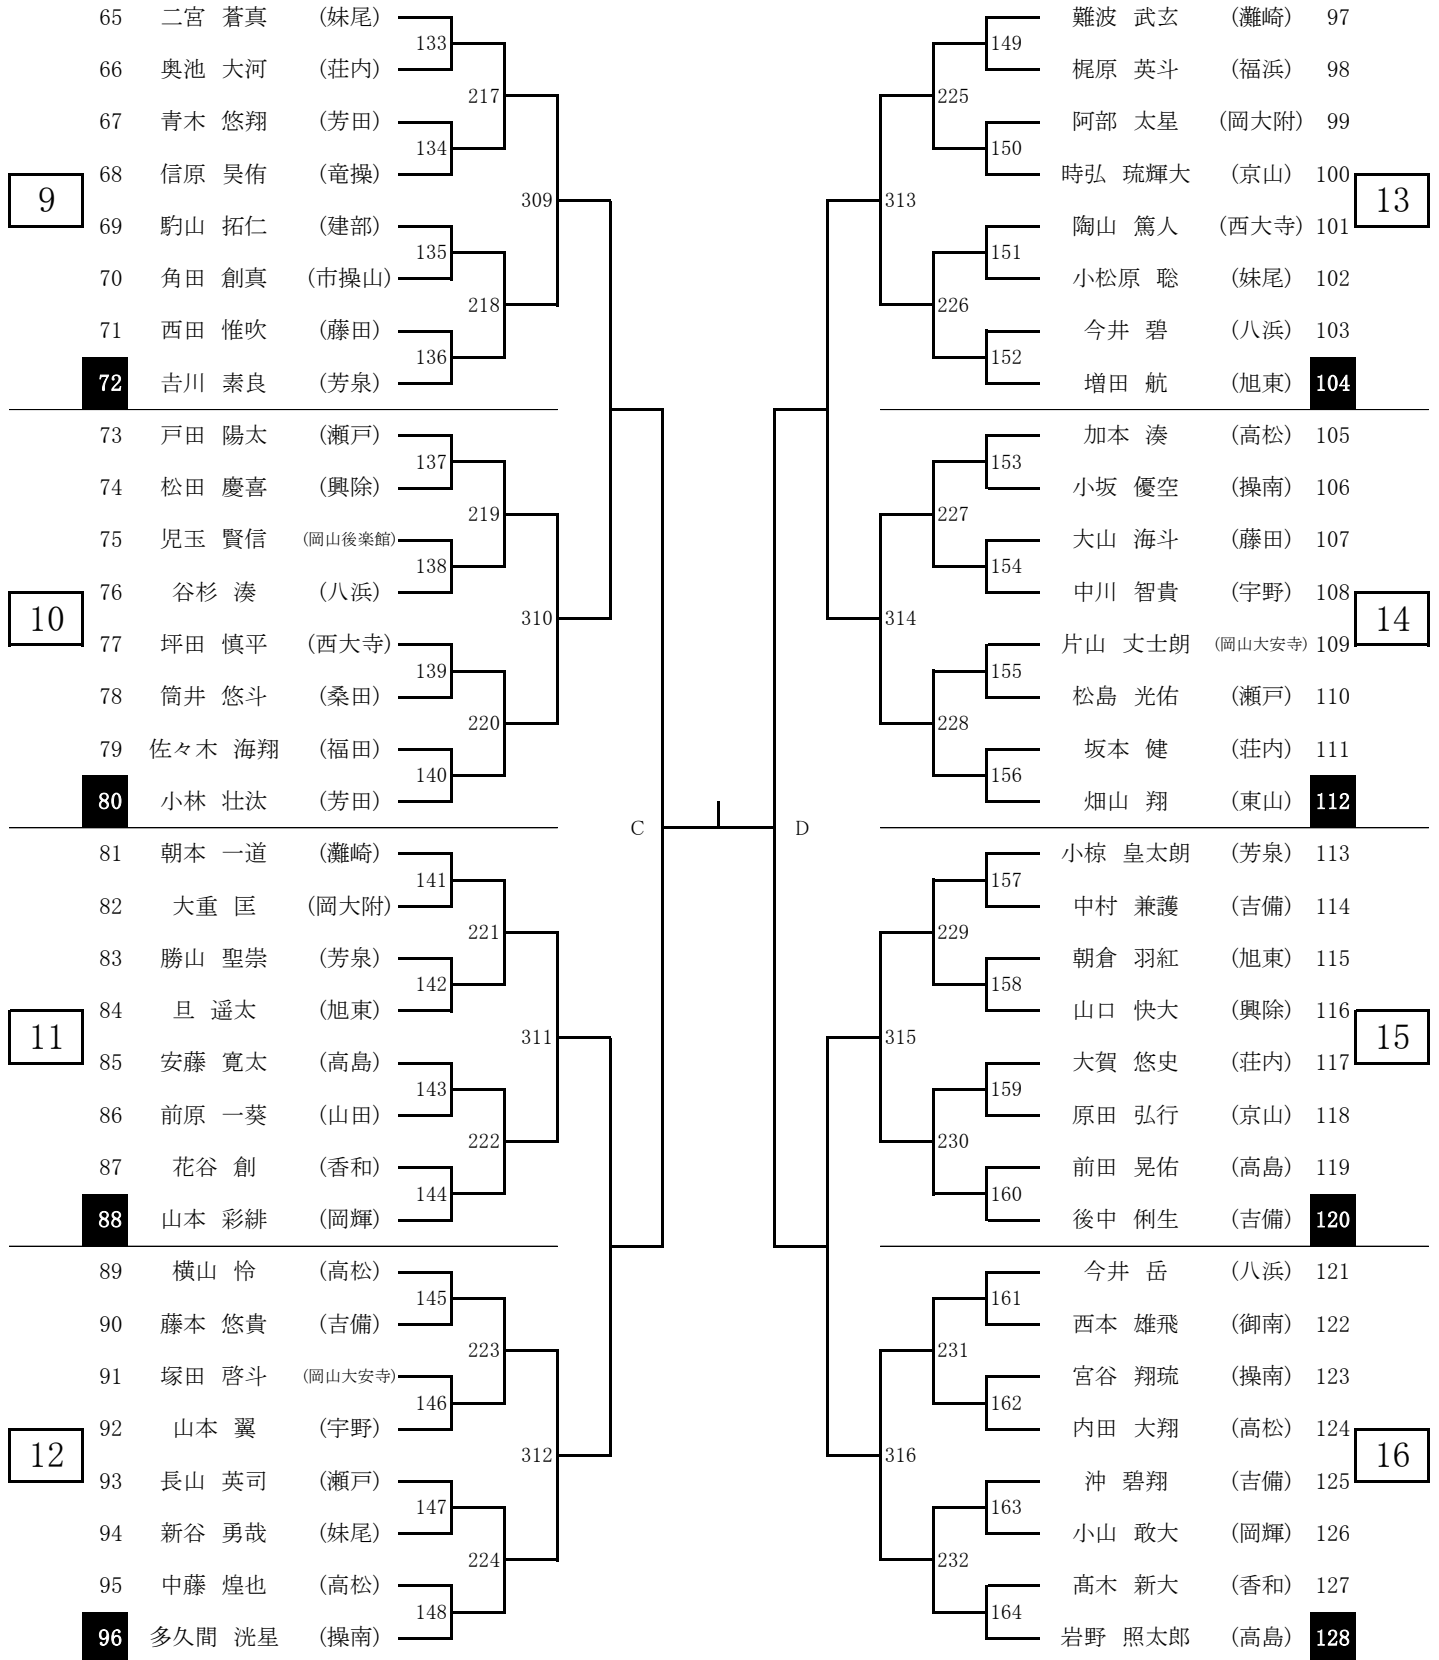 65 二宮 蒼真 (妹尾)
133
66 奥池 大河 (荘内)
217
67 青木 悠翔 (芳田)
134
68 信原 昊侑 (竜操)
9
309
69 駒山 拓仁 (建部)
135
70 角田 創真 (市操山)
218
71 西田 惟吹 (藤田)
136
72 𠮷川 素良 (芳泉)
73 戸田 陽太 (瀬戸)
137
74 松田 慶喜 (興除)
219
75 児玉 賢信 (岡山後楽館)
138
76 谷杉 湊 (八浜)
10
310
77 坪田 慎平 (西大寺)
139
78 筒井 悠斗 (桑田)
220
79 佐々木 海翔 (福田)
140
80 小林 壮汰 (芳田)
C
81 朝本 一道 (灘崎)
141
82 大重 匡 (岡大附)
221
83 勝山 聖崇 (芳泉)
142
84 旦 遥太 (旭東)
11
311
85 安藤 寛太 (高島)
143
86 前原 一葵 (山田)
222
87 花谷 創 (香和)
144
88 山本 彩緋 (岡輝)
89 横山 怜 (高松)
145
90 藤本 悠貴 (吉備)
223
91 塚田 啓斗 (岡山大安寺)
146
92 山本 翼 (宇野)
12
312
93 長山 英司 (瀬戸)
147
94 新谷 勇哉 (妹尾)
224
95 中藤 煌也 (高松)
148
96 多久間 洸星 (操南)
難波 武玄 (灘崎) 97
149
梶原 英斗 (福浜) 98
225
阿部 太星 (岡大附) 99
150
時弘 琉輝大 (京山) 100
313
13
陶山 篤人 (西大寺) 101
151
小松原 聡 (妹尾) 102
226
今井 碧 (八浜) 103
152
増田 航 (旭東) 104
加本 湊 (高松) 105
153
小坂 優空 (操南) 106
227
大山 海斗 (藤田) 107
154
中川 智貴 (宇野) 108
314
14
片山 丈士朗 (岡山大安寺) 109
155
松島 光佑 (瀬戸) 110
228
坂本 健 (荘内) 111
156
畑山 翔 (東山) 112
D
小椋 皇太朗 (芳泉) 113
157
中村 兼護 (吉備) 114
229
朝倉 羽紅 (旭東) 115
158
山口 快大 (興除) 116
315
15
大賀 悠史 (荘内) 117
159
原田 弘行 (京山) 118
230
前田 晃佑 (高島) 119
160
後中 俐生 (吉備) 120
今井 岳 (八浜) 121
161
西本 雄飛 (御南) 122
231
宮谷 翔琉 (操南) 123
162
内田 大翔 (高松) 124
316
16
沖 碧翔 (吉備) 125
163
小山 敢大 (岡輝) 126
232
髙木 新大 (香和) 127
164
岩野 照太郎 (高島) 128